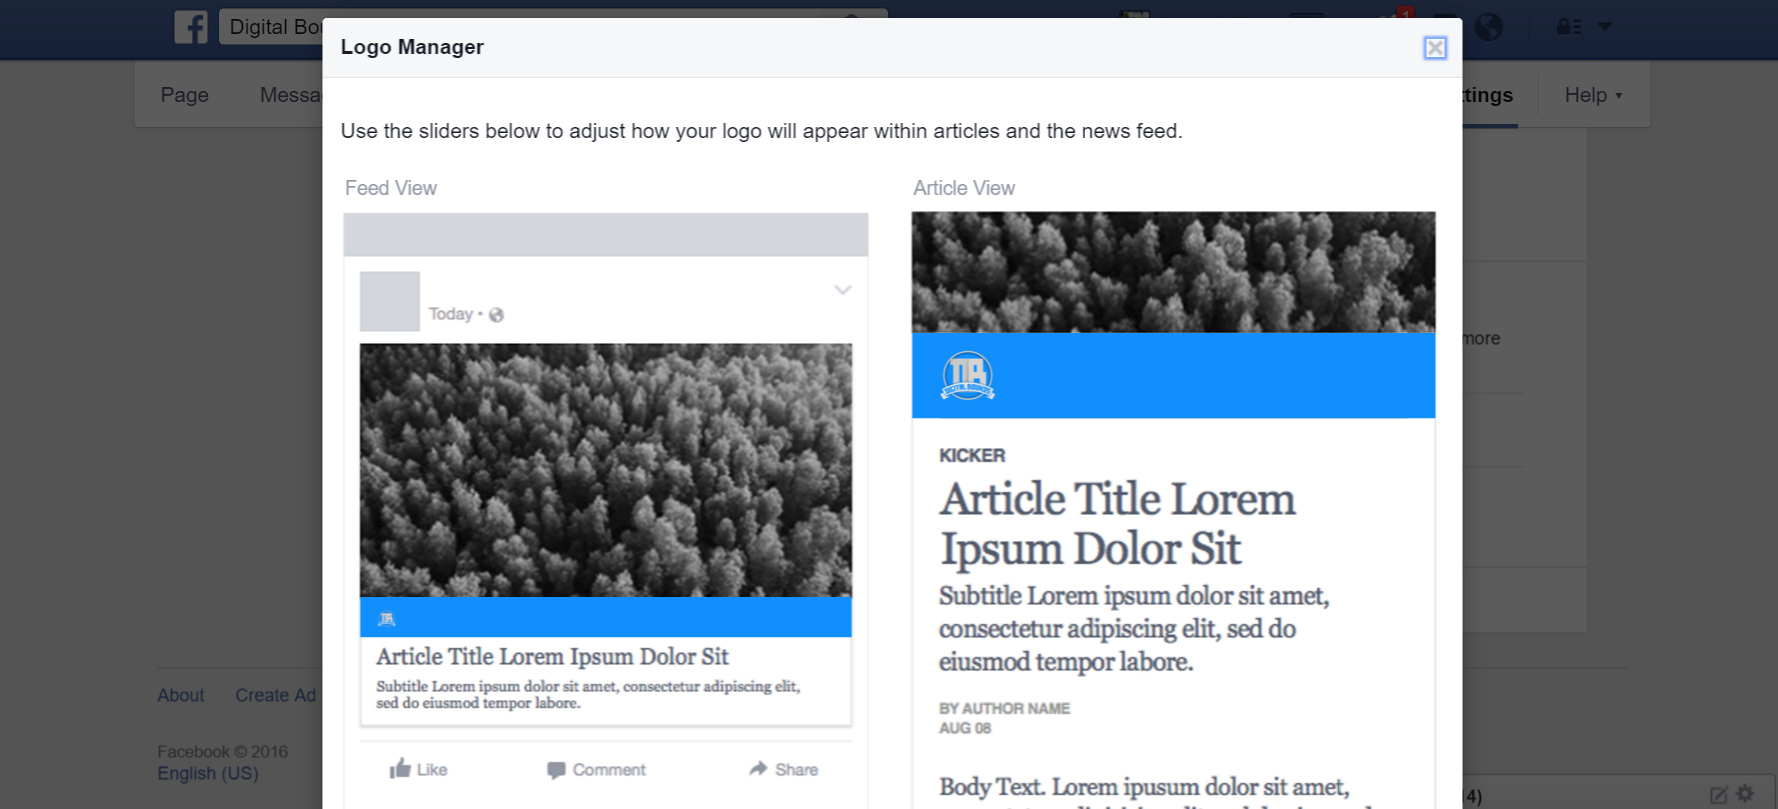 Digital Bou
1
Logo Manager
Page
Messa
ttings
Help
Use the sliders below to adjust how your logo will appear within articles and the news feed.
Feed View
Today •
Article Title Lorem Ipsum Dolor Sit
Subtitle Lorem ipsum dolor sit amet, consectetur adipiscing elit,
sed do eiusmod tempor labore.
Like
Comment
Share
Article View
KICKER
Article Title Lorem
Ipsum Dolor Sit
Subtitle Lorem ipsum dolor sit amet,
consectetur adipiscing elit, sed do
eiusmod tempor labore.
BY AUTHOR NAME
AUG 08
Body Text. Lorem ipusum dolor sit amet,
more
About
Create Ad
Facebook © 2016
English (US)
14)